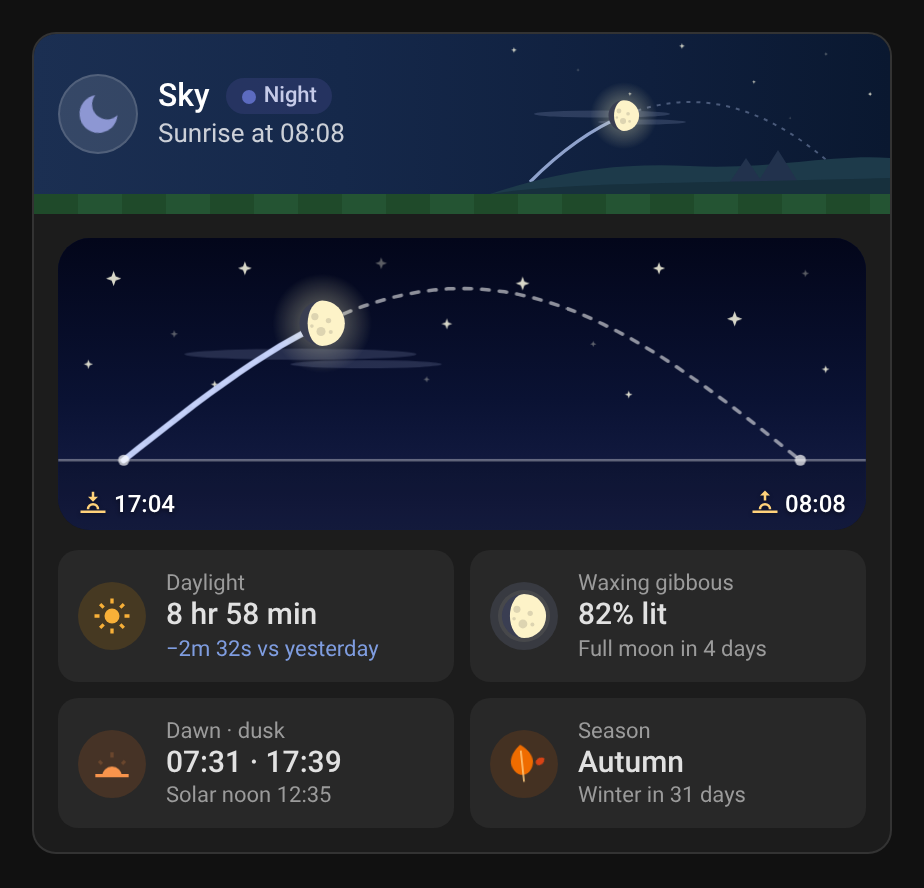 Sky
Night
Sunrise at 08:08
17:04
08:08
Daylight
8 hr 58 min
−2m 32s vs yesterday
Waxing gibbous
82% lit
Full moon in 4 days
Dawn · dusk
07:31 · 17:39
Solar noon 12:35
Season
Autumn
Winter in 31 days